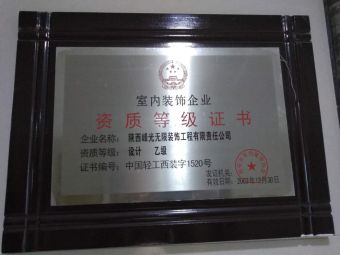 室内装饰企业
资质等级证书
企业名称: 陕西峰光无限装饰工程有限责任公司
资质等级: 设计 乙级
证书编号: 中国轻工西装字1520号
发证机关:
有效日期: 2003年12月30日